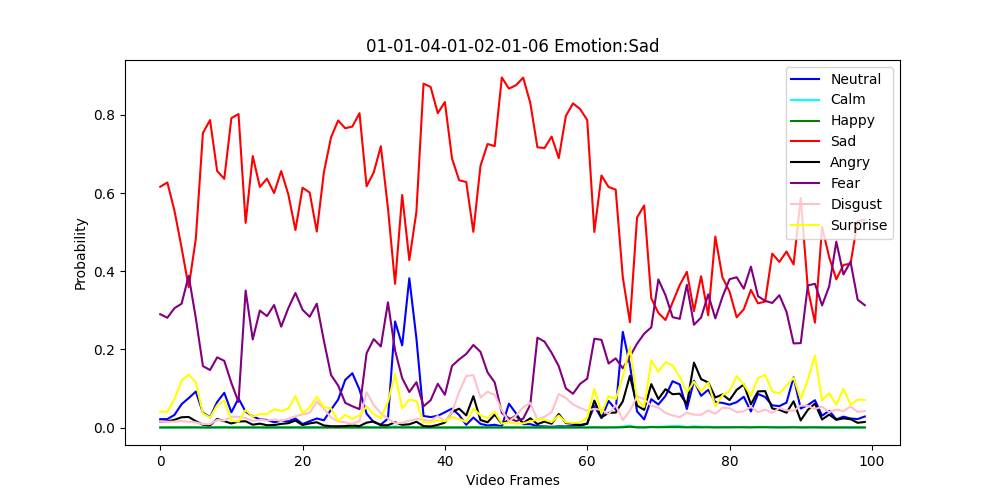 01-01-04-01-02-01-06 Emotion:Sad
Probability
0.8
0.6
0.4
0.2
0.0
0
20
40
60
80
100
Video Frames
Neutral
Calm
Happy
Sad
Angry
Fear
Disgust
Surprise